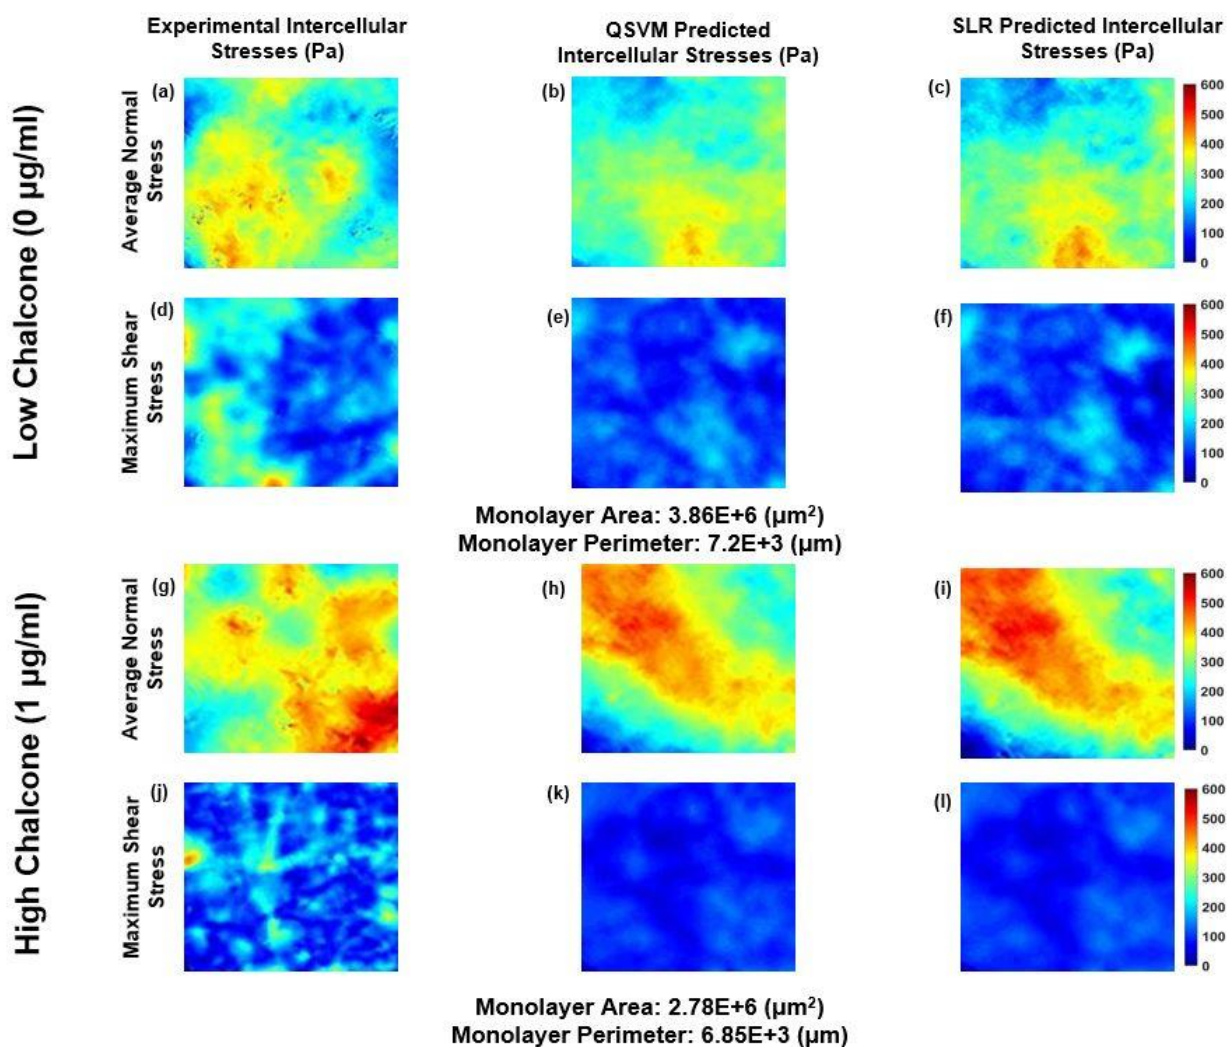 Experimental Intercellular
Stresses (Pa)
QSVM Predicted
Intercellular Stresses (Pa)
SLR Predicted Intercellular
Stresses (Pa)
Low Chalcone (0 µg/ml)
Average Normal
Stress
(a)
(b)
(c)
600
500
400
300
200
100
0
Maximum Shear
Stress
(d)
(e)
(f)
600
500
400
300
200
100
0
Monolayer Area: 3.86E+6 (µm²)
Monolayer Perimeter: 7.2E+3 (µm)
High Chalcone (1 µg/ml)
Average Normal
Stress
(g)
(h)
(i)
600
500
400
300
200
100
0
Maximum Shear
Stress
(j)
(k)
(l)
600
500
400
300
200
100
0
Monolayer Area: 2.78E+6 (µm²)
Monolayer Perimeter: 6.85E+3 (µm)